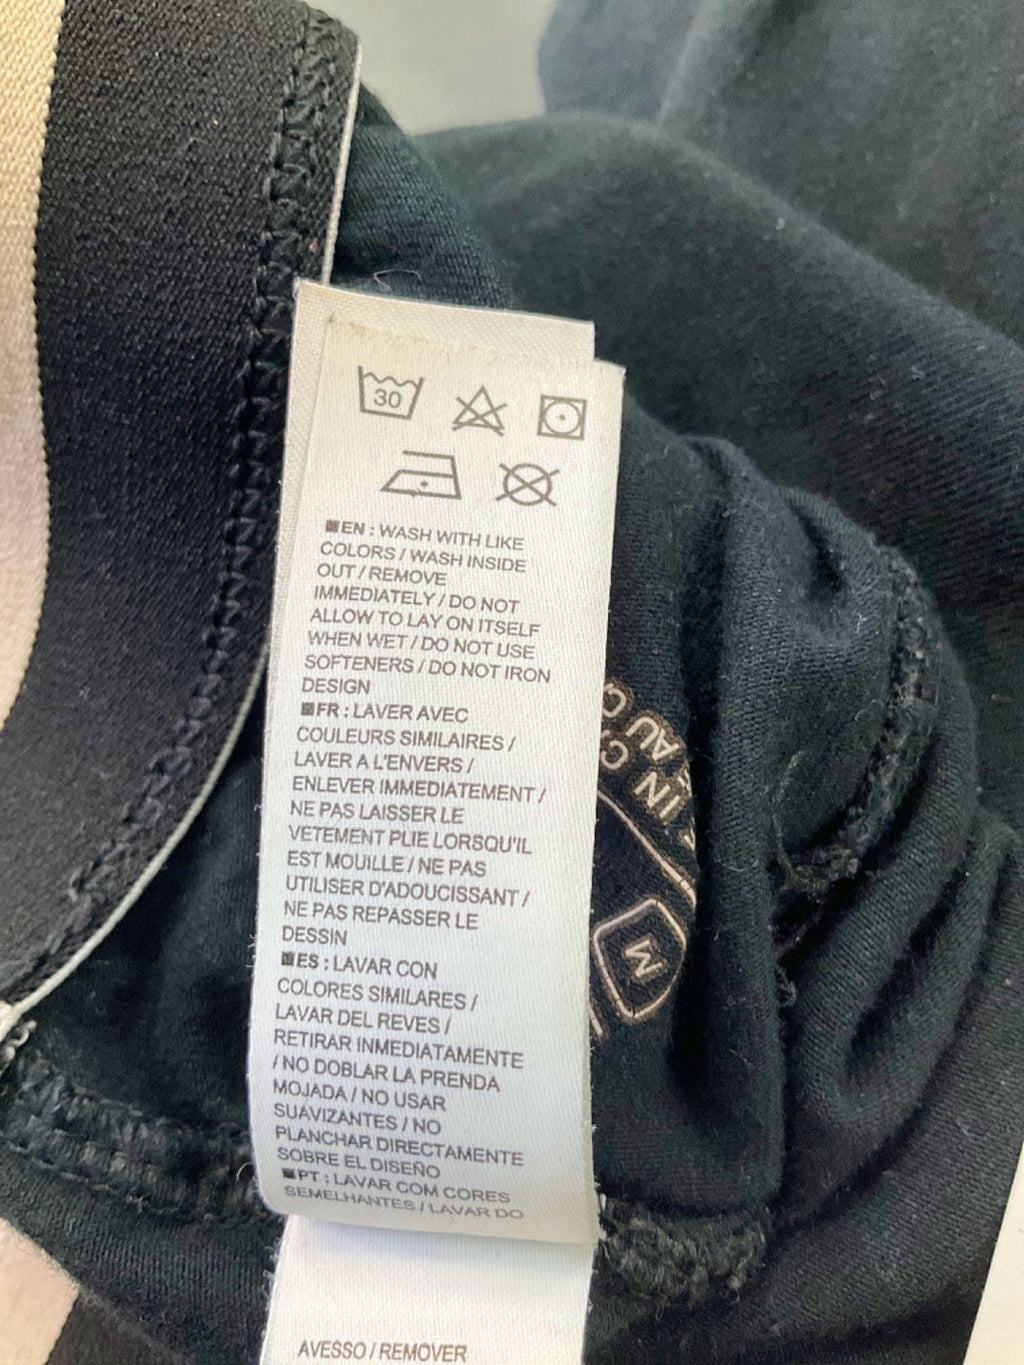 30
EN : WASH WITH LIKE
COLORS / WASH INSIDE
OUT / REMOVE
IMMEDIATELY / DO NOT
ALLOW TO LAY ON ITSELF
WHEN WET / DO NOT USE
SOFTENERS / DO NOT IRON
DESIGN
FR : LAVER AVEC
COULEURS SIMILAIRES /
LAVER A L'ENVERS /
ENLEVER IMMEDIATEMENT /
NE PAS LAISSER LE
VETEMENT PLIE LORSQU'IL
EST MOUILLE / NE PAS
UTILISER D'ADOUCISSANT /
NE PAS REPASSER LE
DESSIN
ES : LAVAR CON
COLORES SIMILARES /
LAVAR DEL REVES /
RETIRAR INMEDIATAMENTE
/ NO DOBLAR LA PRENDA
MOJADA / NO USAR
SUAVIZANTES / NO
PLANCHAR DIRECTAMENTE
SOBRE EL DISEÑO
PT : LAVAR COM CORES
SEMELHANTES / LAVAR DO
AVESSO / REMOVER
IN
AU
M